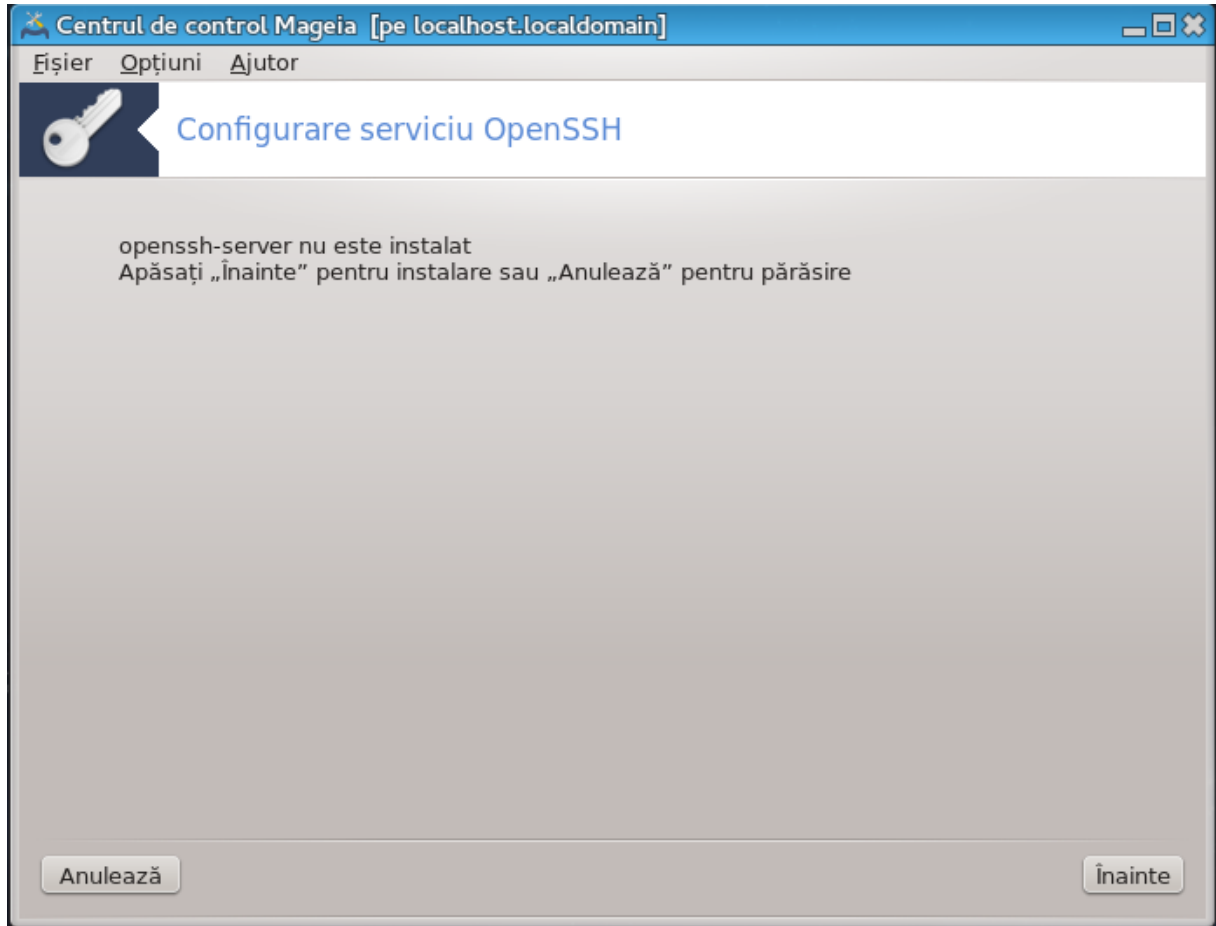 Centrul de control Mageia [pe localhost.localdomain]
Fișier Opțiuni Ajutor
Configurare serviciu OpenSSH
openssh-server nu este instalat
Apăsați „Înainte” pentru instalare sau „Anulează” pentru părăsire
Anulează Înainte